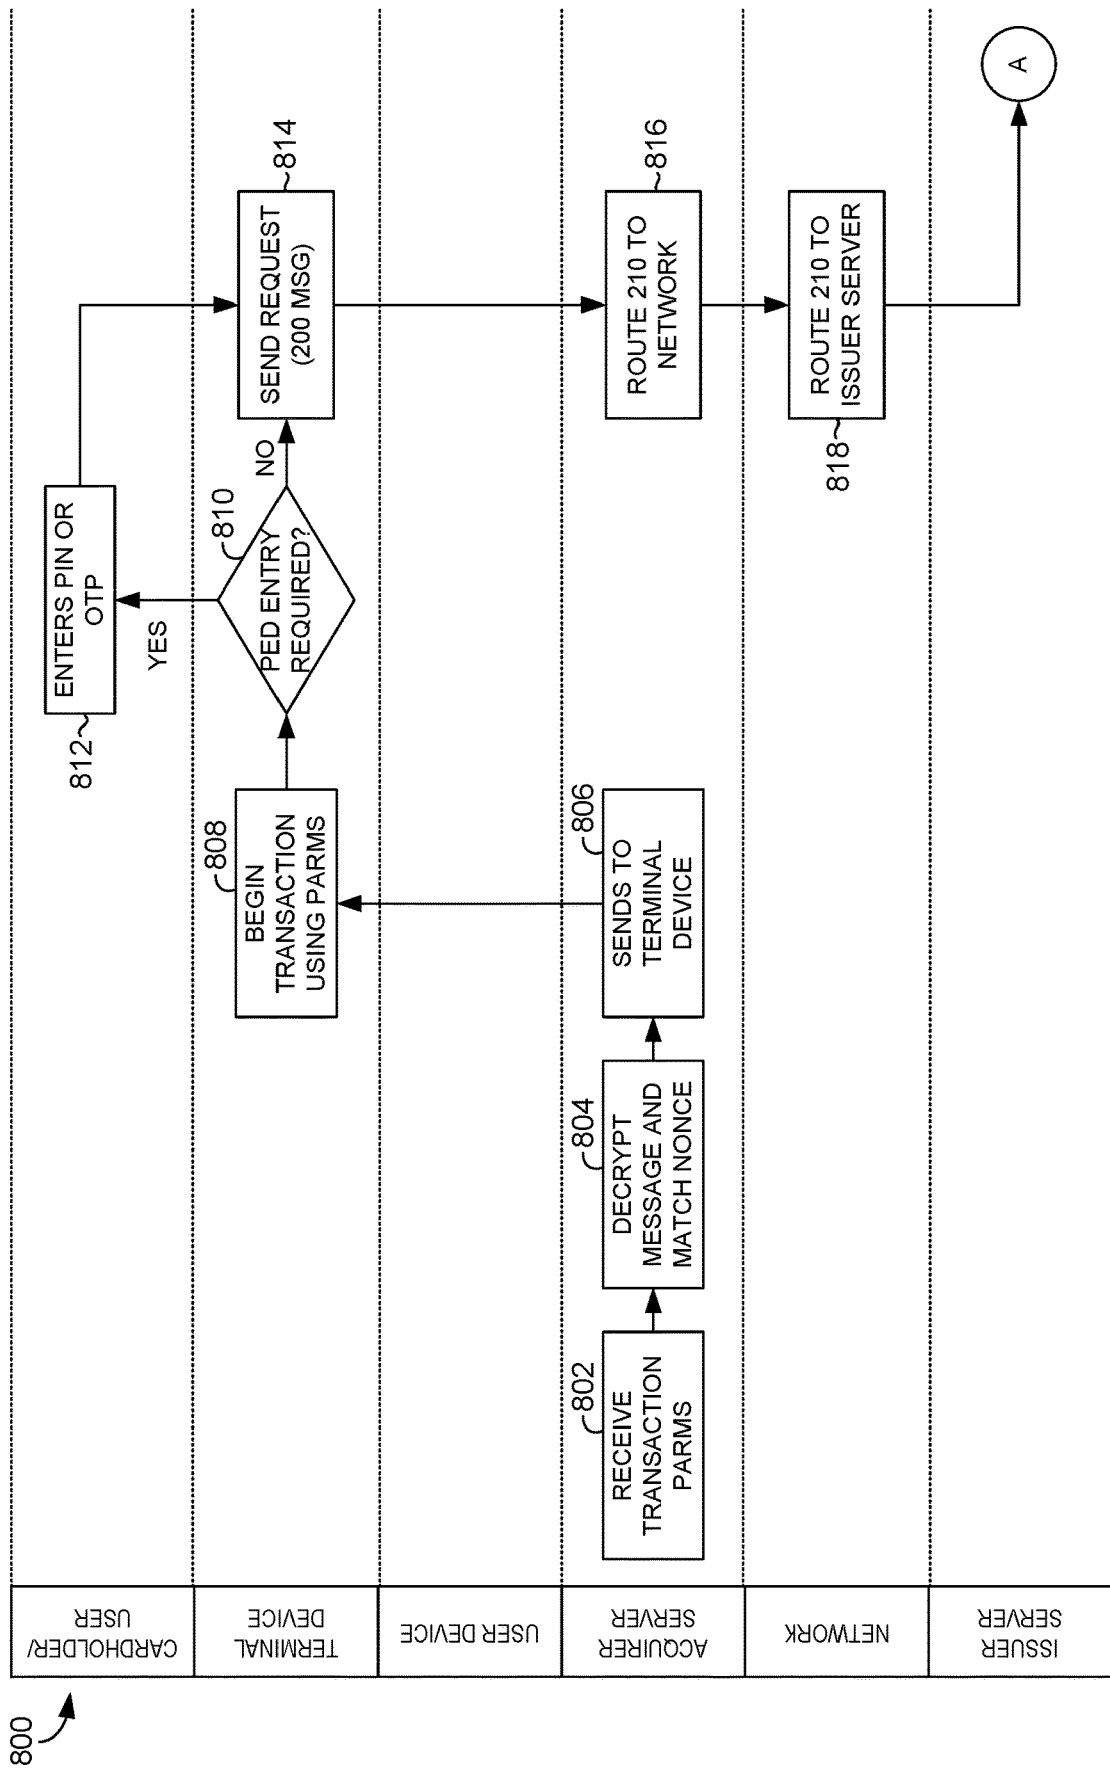 800
CARDHOLDER/
USER
TERMINAL
DEVICE
USER DEVICE
ACQUIRER
SERVER
NETWORK
ISSUER
SERVER
802
RECEIVE
TRANSACTION
PARMS
804
DECRYPT
MESSAGE AND
MATCH NONCE
806
SENDS TO
TERMINAL
DEVICE
808
BEGIN
TRANSACTION
USING PARMS
810
PED ENTRY
REQUIRED?
YES
NO
812
ENTERS PIN OR
OTP
814
SEND REQUEST
(200 MSG)
816
ROUTE 210 TO
NETWORK
818
ROUTE 210 TO
ISSUER SERVER
A